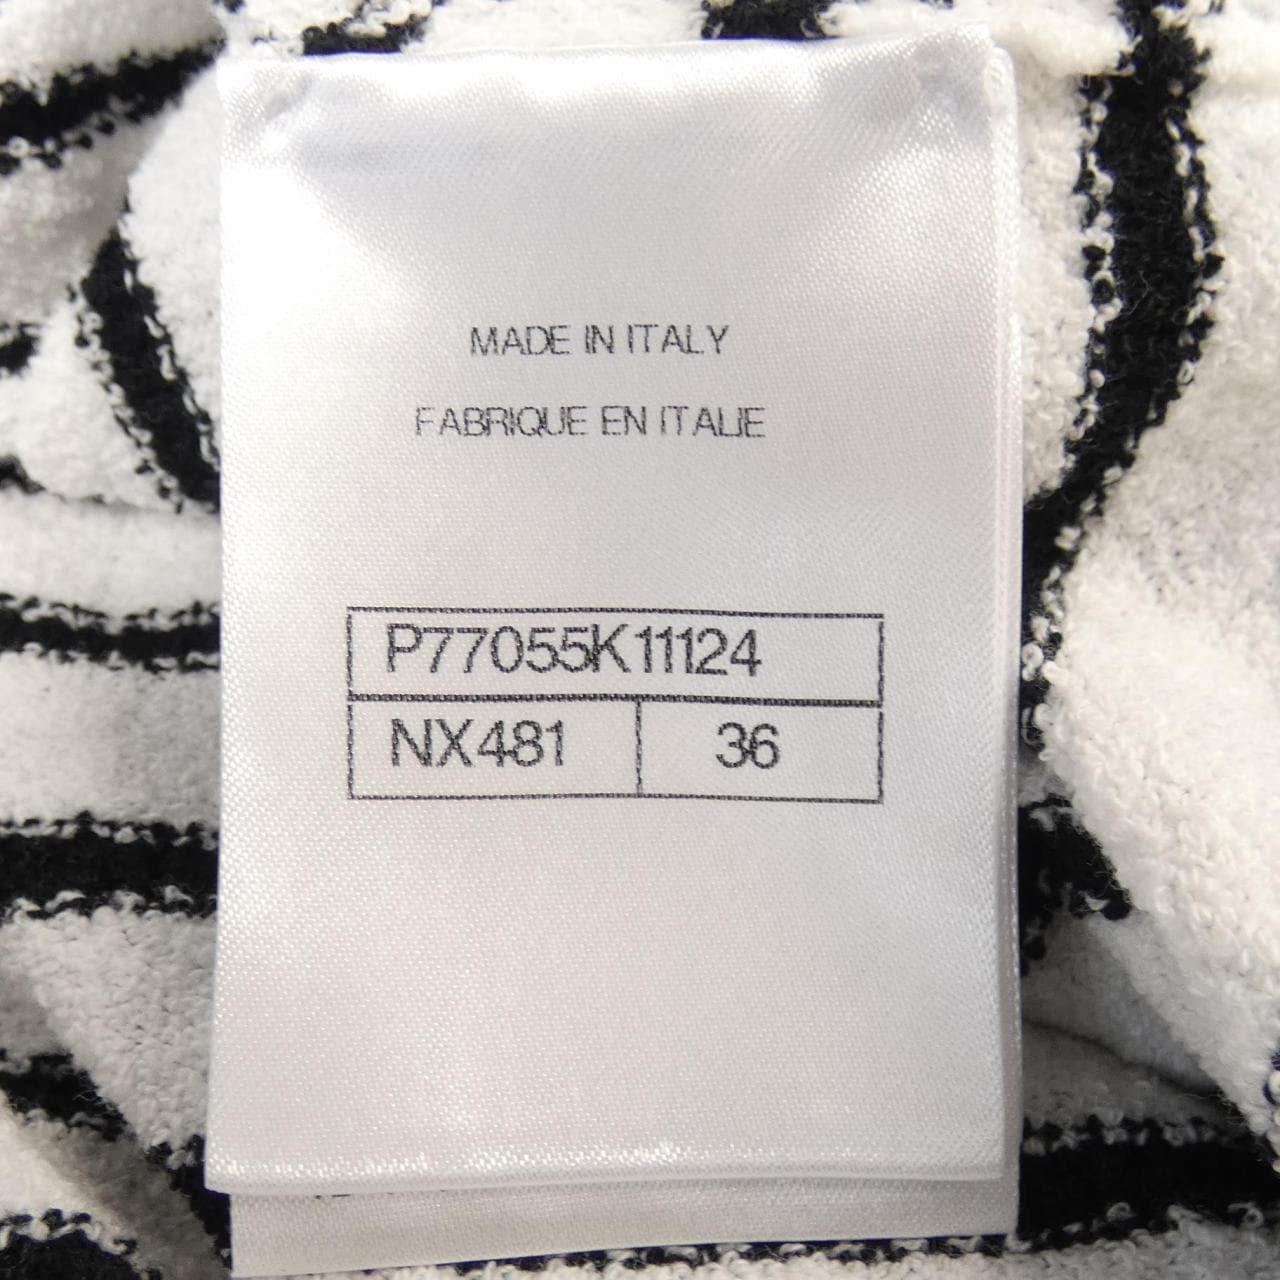 MADE IN ITALY
FABRIQUE EN ITALIE
P77055K11124
NX481 36